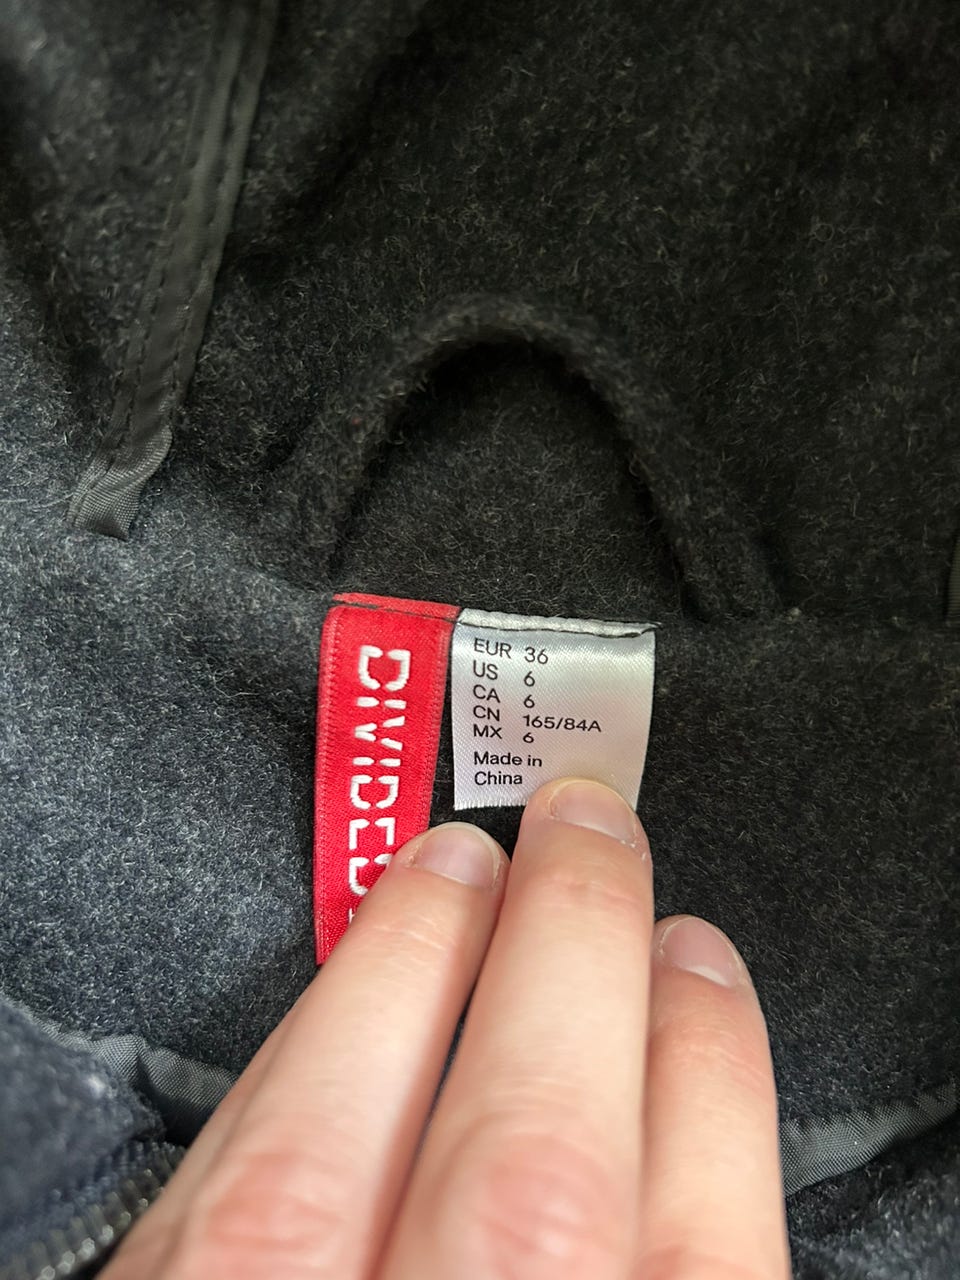 DIVIDED
EUR 36
US 6
CA 6
CN 165/84A
MX 6
Made in
China